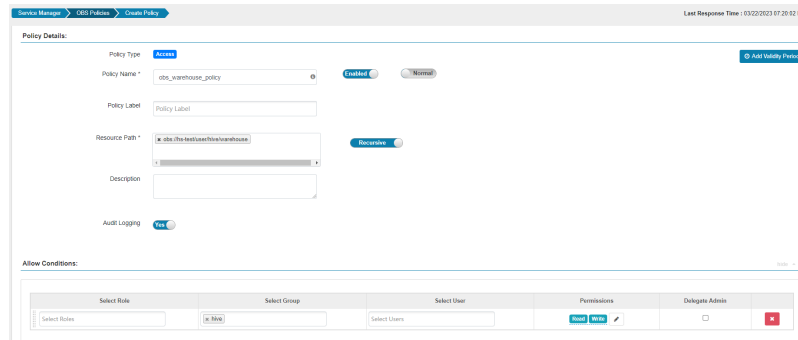 Service Manager OBS Policies Create Policy Last Response Time : 03/22/2023 07:20:02
Policy Details:
Policy Type Access Add Validity Period
Policy Name * obs_warehouse_policy Enabled Normal
Policy Label Policy Label
Resource Path * × obs://hs-test/user/hive/warehouse Recursive
Description
Audit Logging Yes
Allow Conditions: hide
Select Role Select Group Select User Permissions Delegate Admin
Select Roles × hive Select Users Read Write